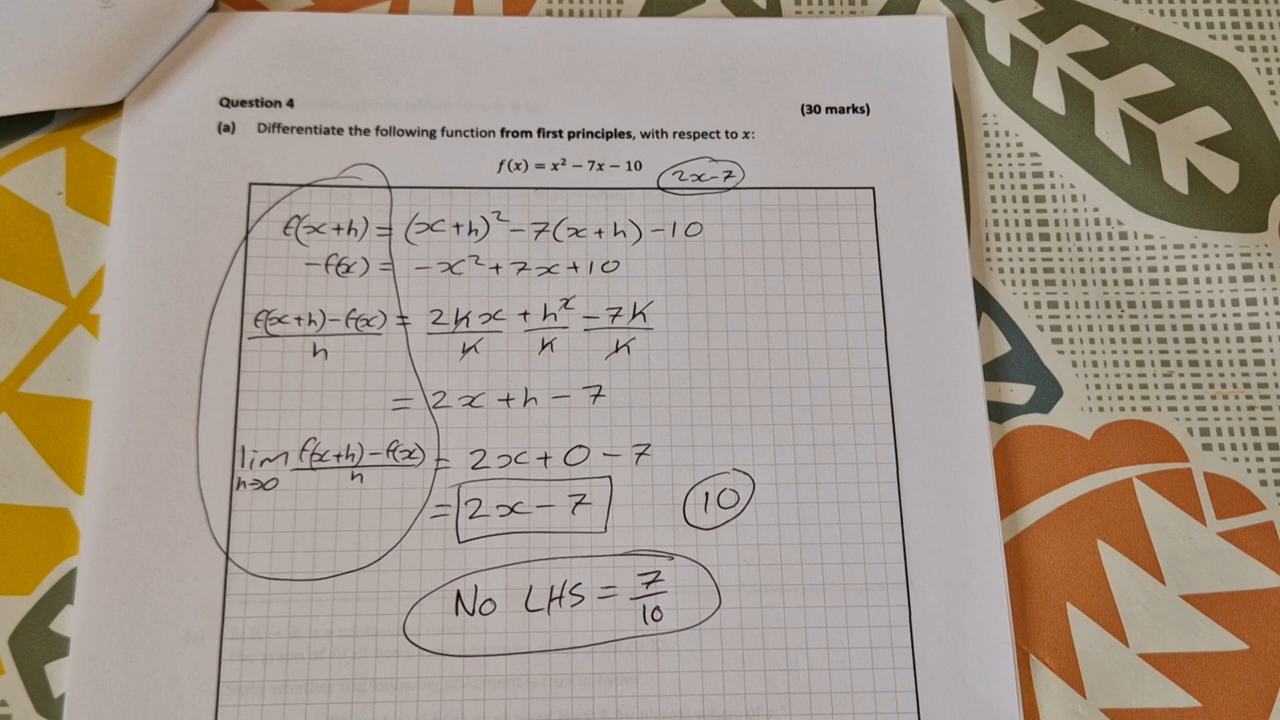 Question 4 (30 marks)
(a) Differentiate the following function from first principles, with respect to x:
f(x) = x² − 7x − 10 2x-7
f(x+h) = (x+h)² - 7(x+h) - 10
-f(x) = -x² + 7x + 10
f(x+h) - f(x) / h = 2hx / h + h² / h - 7h / h
= 2x + h - 7
lim h→0 f(x+h) - f(x) / h = 2x + 0 - 7
= 2x - 7 10
No LHS = 7/10